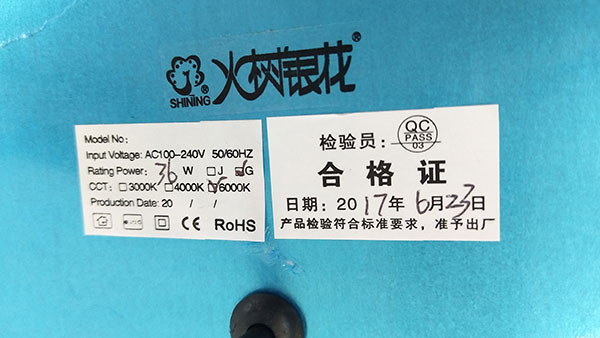 SHINING® 火树银花®
Model No:
Input Voltage: AC100-240V 50/60HZ
Rating Power: 36 W □J ☑G
CCT: □3000K □4000K ☑6000K
Production Date: 20 / /
CE RoHS
检验员: QC PASS 03
合格证
日期: 2017年6月23日
产品检验符合标准要求，准予出厂